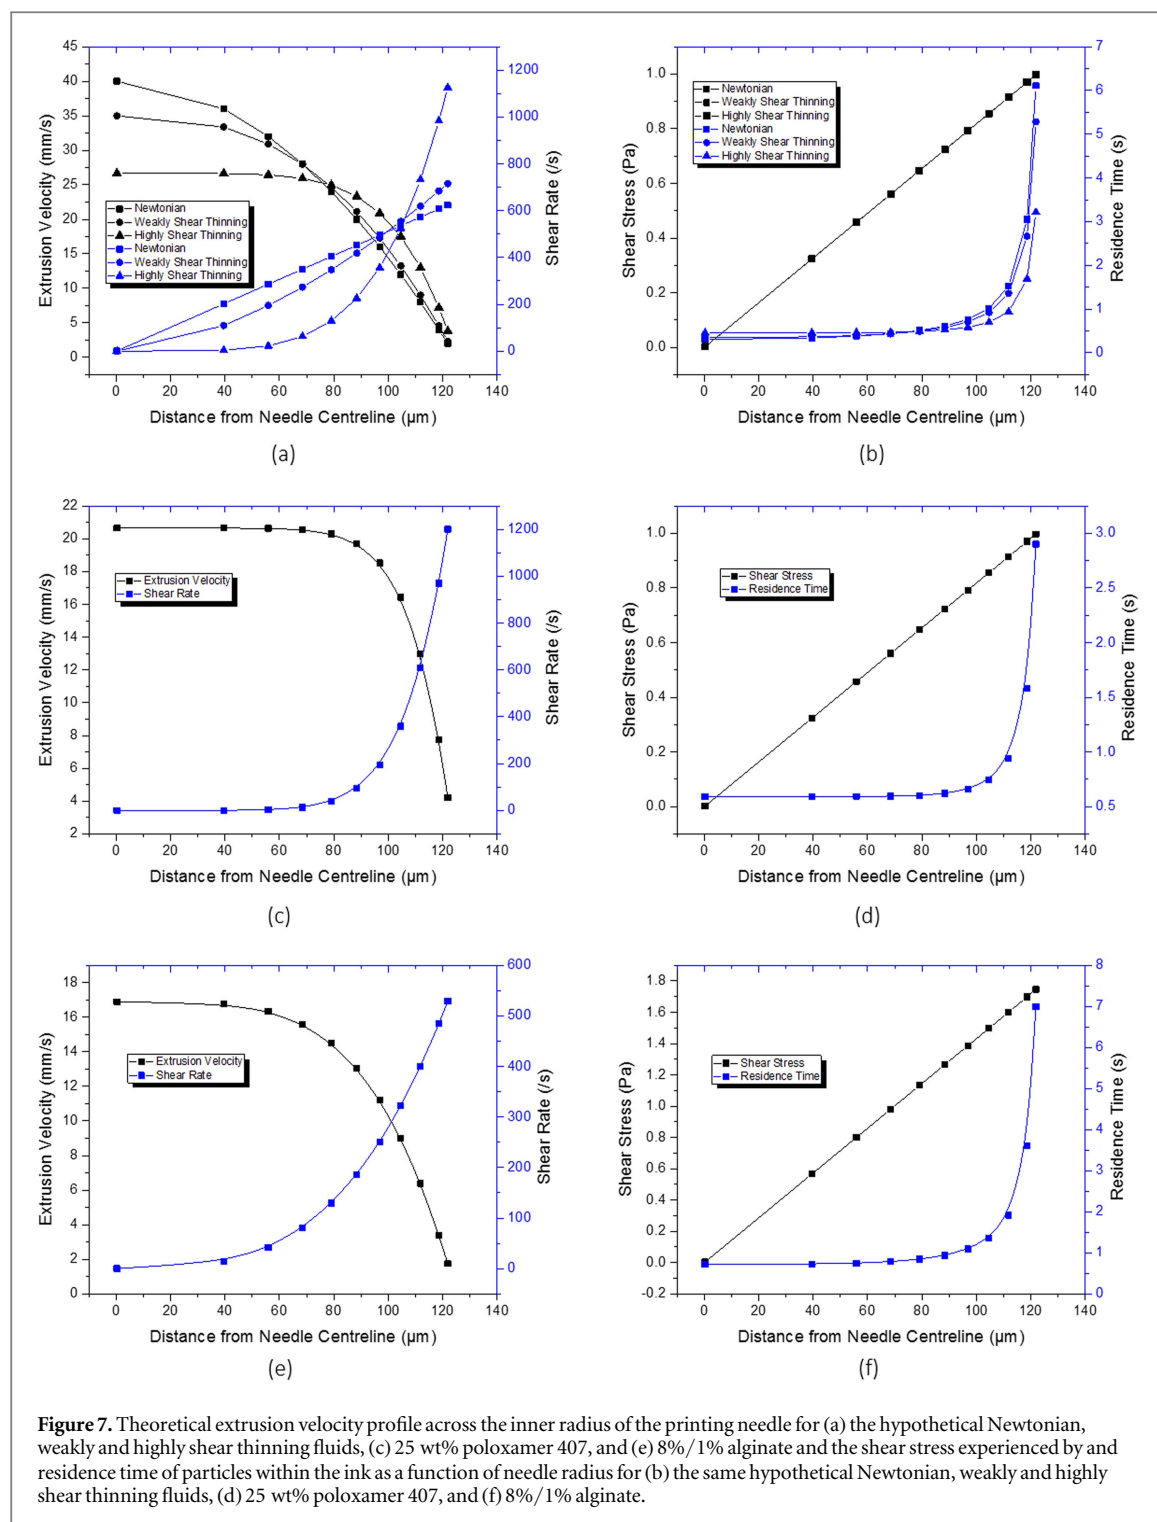 45
40
35
30
25
20
15
10
5
0
Extrusion Velocity (mm/s)
Newtonian
Weakly Shear Thinning
Highly Shear Thinning
Newtonian
Weakly Shear Thinning
Highly Shear Thinning
1200
1000
800
600
400
200
0
Shear Rate (/s)
0 20 40 60 80 100 120 140
Distance from Needle Centreline (µm)
(a)
1.0
0.8
0.6
0.4
0.2
0.0
Shear Stress (Pa)
Newtonian
Weakly Shear Thinning
Highly Shear Thinning
Newtonian
Weakly Shear Thinning
Highly Shear Thinning
7
6
5
4
3
2
1
0
Residence Time (s)
0 20 40 60 80 100 120 140
Distance from Needle Centreline (µm)
(b)
22
20
18
16
14
12
10
8
6
4
2
Extrusion Velocity (mm/s)
Extrusion Velocity
Shear Rate
1200
1000
800
600
400
200
0
Shear Rate (/s)
0 20 40 60 80 100 120 140
Distance from Needle Centreline (µm)
(c)
1.0
0.8
0.6
0.4
0.2
0.0
Shear Stress (Pa)
Shear Stress
Residence Time
3.0
2.5
2.0
1.5
1.0
0.5
Residence Time (s)
0 20 40 60 80 100 120 140
Distance from Needle Centreline (µm)
(d)
18
16
14
12
10
8
6
4
2
0
Extrusion Velocity (mm/s)
Extrusion Velocity
Shear Rate
600
500
400
300
200
100
0
Shear Rate (/s)
0 20 40 60 80 100 120 140
Distance from Needle Centreline (µm)
(e)
1.8
1.6
1.4
1.2
1.0
0.8
0.6
0.4
0.2
0.0
-0.2
Shear Stress (Pa)
Shear Stress
Residence Time
8
7
6
5
4
3
2
1
0
Residence Time (s)
0 20 40 60 80 100 120 140
Distance from Needle Centreline (µm)
(f)
Figure 7. Theoretical extrusion velocity profile across the inner radius of the printing needle for (a) the hypothetical Newtonian,
weakly and highly shear thinning fluids, (c) 25 wt% poloxamer 407, and (e) 8%/1% alginate and the shear stress experienced by and
residence time of particles within the ink as a function of needle radius for (b) the same hypothetical Newtonian, weakly and highly
shear thinning fluids, (d) 25 wt% poloxamer 407, and (f) 8%/1% alginate.